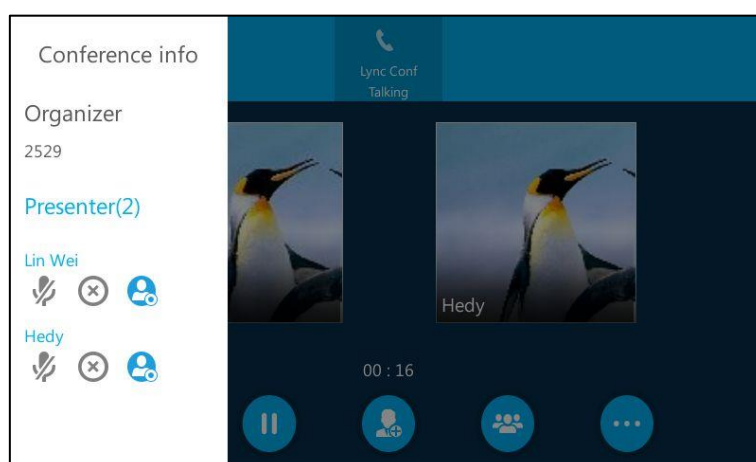 Conference info
Organizer
2529
Presenter(2)
Lin Wei
Hedy
Lync Conf
Talking
Hedy
00 : 16